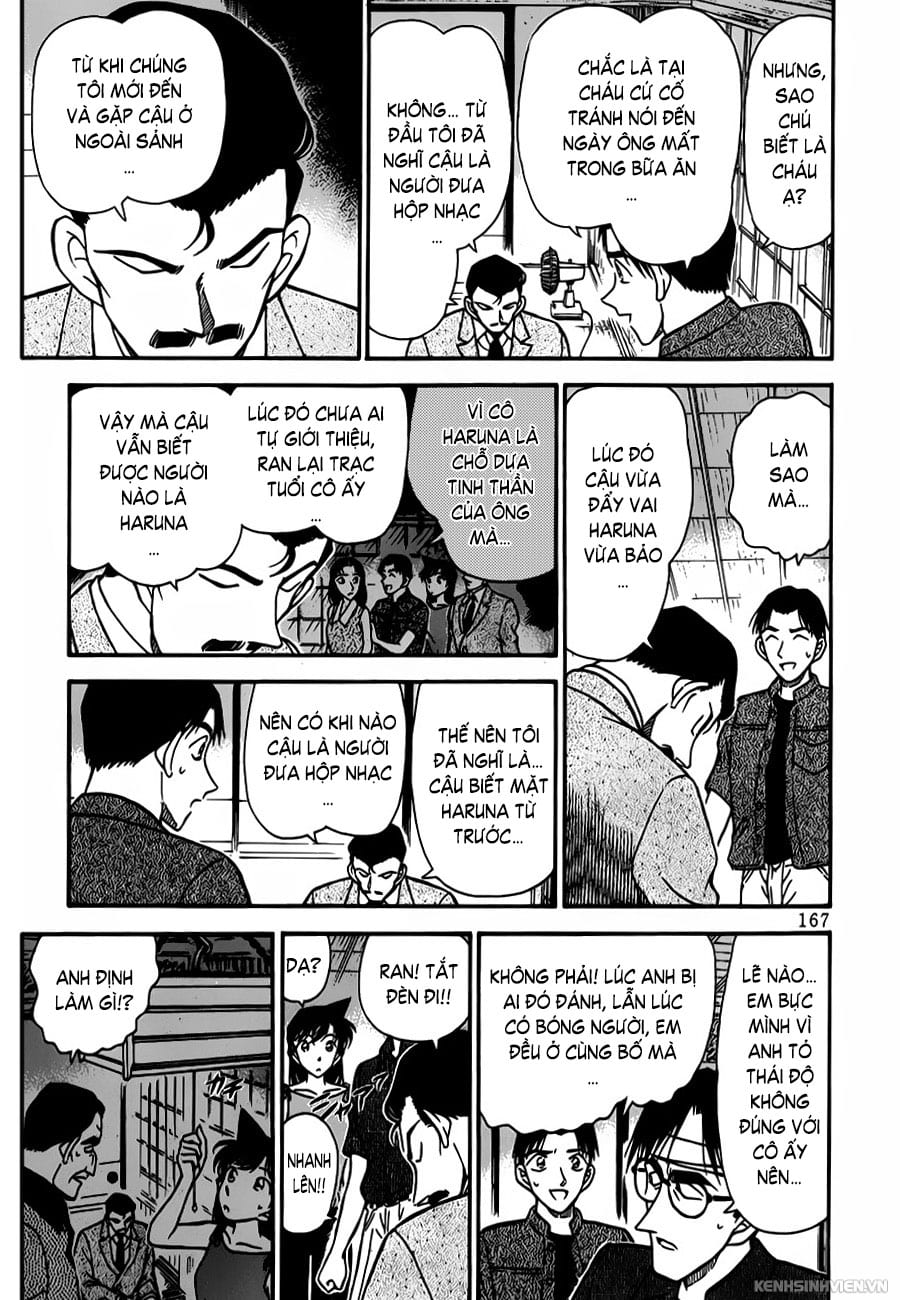 NHƯNG,
SAO
CHÚ
BIẾT LÀ
CHÁU
Ạ?
CHẮC LÀ TẠI
CHÁU CỨ CỐ
TRÁNH NÓI ĐẾN
NGÀY ÔNG MẤT
TRONG BỮA ĂN
...
KHÔNG... TỪ
ĐẦU TÔI ĐÃ
NGHĨ CẬU LÀ
NGƯỜI ĐƯA
HỘP NHẠC
...
TỪ KHI CHÚNG
TÔI MỚI ĐẾN
VÀ GẶP CẬU Ở
NGOÀI SẢNH
...
LÀM
SAO
MÀ...
LÚC ĐÓ
CẬU VỪA
ĐẨY VAI
HARUNA
VỪA BẢO
...
VÌ CÔ
HARUNA LÀ
CHỖ DỰA
TINH THẦN
CỦA ÔNG
MÀ...
LÚC ĐÓ CHƯA AI
TỰ GIỚI THIỆU,
RAN LẠI TRẠC
TUỔI CÔ ẤY
...
VẬY MÀ CẬU
VẪN BIẾT
ĐƯỢC NGƯỜI
NÀO LÀ
HARUNA
...
THẾ NÊN TÔI
ĐÃ NGHĨ LÀ...
CẬU BIẾT MẶT
HARUNA TỪ
TRƯỚC...
NÊN CÓ KHI NÀO
CẬU LÀ NGƯỜI
ĐƯA HỘP NHẠC
...
167
LẼ NÀO...
EM BỰC
MÌNH VÌ
ANH TỎ
THÁI ĐỘ
KHÔNG
ĐÚNG VỚI
CÔ ẤY
NÊN...
KHÔNG PHẢI! LÚC ANH BỊ
AI ĐÓ ĐÁNH, LẪN LÚC
CÓ BÓNG NGƯỜI, EM
ĐỀU Ở CÙNG BỐ MÀ
...
RAN! TẮT
ĐÈN ĐI!!
DẠ?
NHANH
LÊN!!
ANH ĐỊNH
LÀM GÌ!?
KENHSINHVIEN.VN